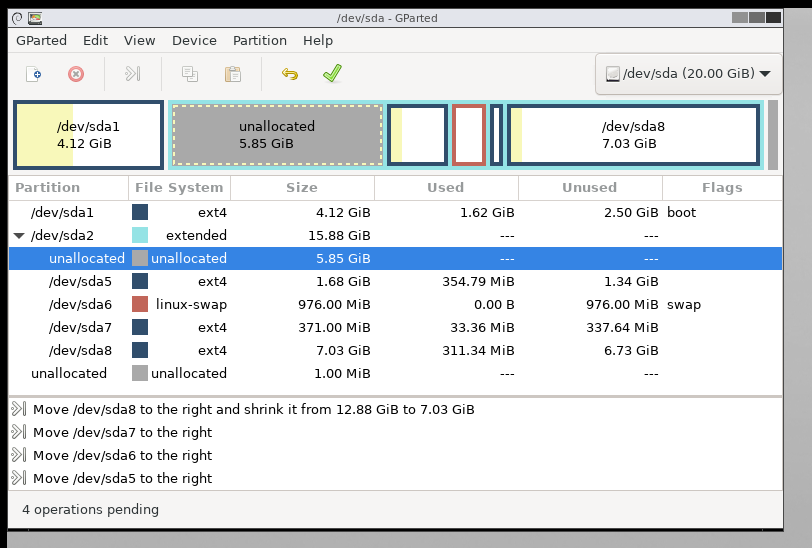 /dev/sda - GParted
GParted Edit View Device Partition Help
/dev/sda (20.00 GiB)
/dev/sda1
4.12 GiB
unallocated
5.85 GiB
/dev/sda8
7.03 GiB
Partition File System Size Used Unused Flags
/dev/sda1 ext4 4.12 GiB 1.62 GiB 2.50 GiB boot
/dev/sda2 extended 15.88 GiB --- ---
unallocated unallocated 5.85 GiB --- ---
/dev/sda5 ext4 1.68 GiB 354.79 MiB 1.34 GiB
/dev/sda6 linux-swap 976.00 MiB 0.00 B 976.00 MiB swap
/dev/sda7 ext4 371.00 MiB 33.36 MiB 337.64 MiB
/dev/sda8 ext4 7.03 GiB 311.34 MiB 6.73 GiB
unallocated unallocated 1.00 MiB --- ---
Move /dev/sda8 to the right and shrink it from 12.88 GiB to 7.03 GiB
Move /dev/sda7 to the right
Move /dev/sda6 to the right
Move /dev/sda5 to the right
4 operations pending